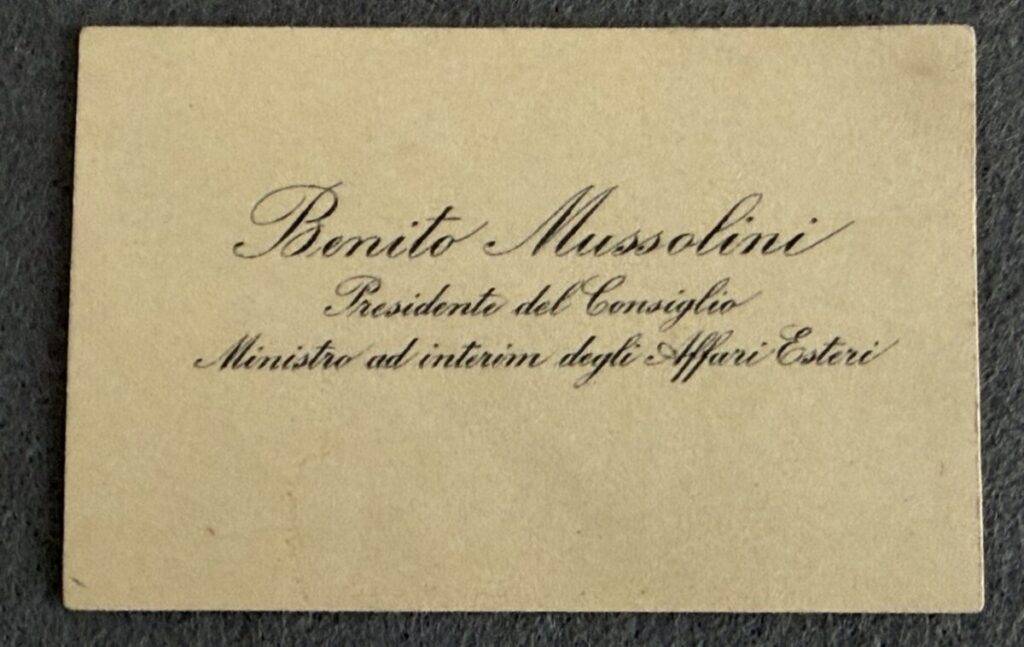 Benito Mussolini
Presidente del Consiglio
Ministro ad interim degli Affari Esteri